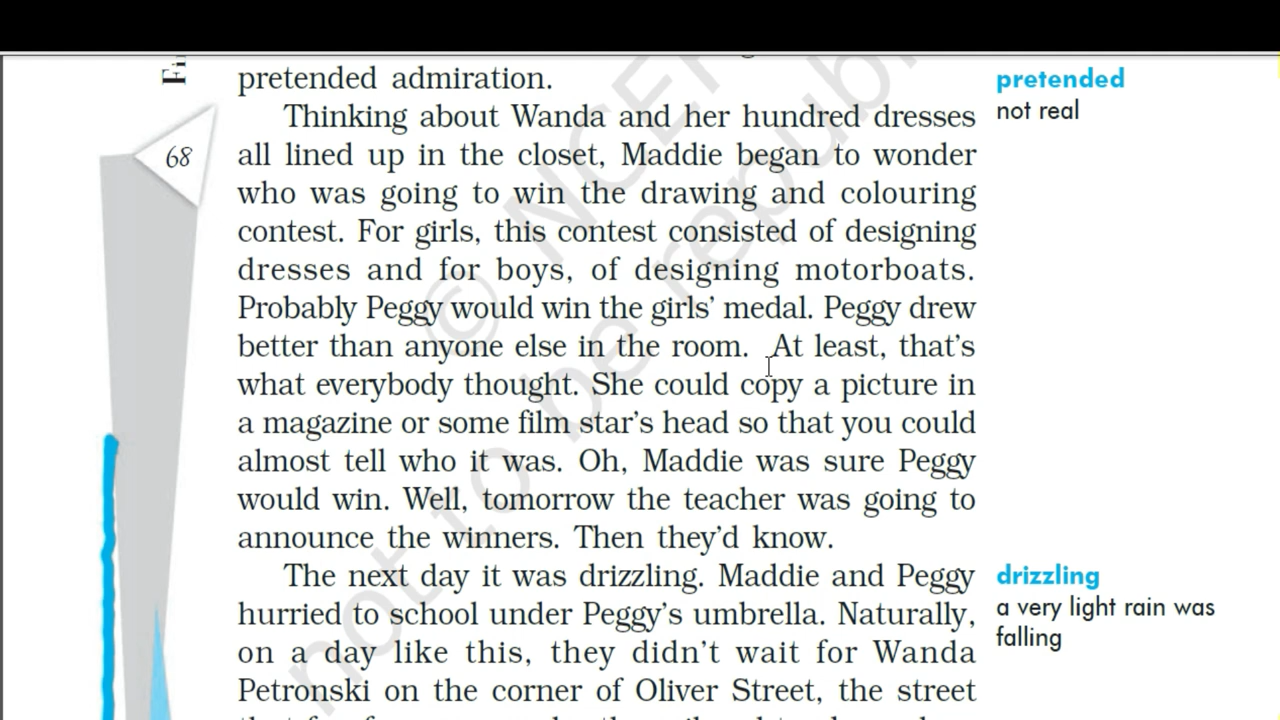 Fi
pretended admiration.
pretended
not real
68
Thinking about Wanda and her hundred dresses
all lined up in the closet, Maddie began to wonder
who was going to win the drawing and colouring
contest. For girls, this contest consisted of designing
dresses and for boys, of designing motorboats.
Probably Peggy would win the girls’ medal. Peggy drew
better than anyone else in the room. At least, that’s
what everybody thought. She could copy a picture in
a magazine or some film star’s head so that you could
almost tell who it was. Oh, Maddie was sure Peggy
would win. Well, tomorrow the teacher was going to
announce the winners. Then they’d know.
The next day it was drizzling. Maddie and Peggy
hurried to school under Peggy’s umbrella. Naturally,
on a day like this, they didn’t wait for Wanda
Petronski on the corner of Oliver Street, the street
drizzling
a very light rain was
falling
© NCER
not to be republ